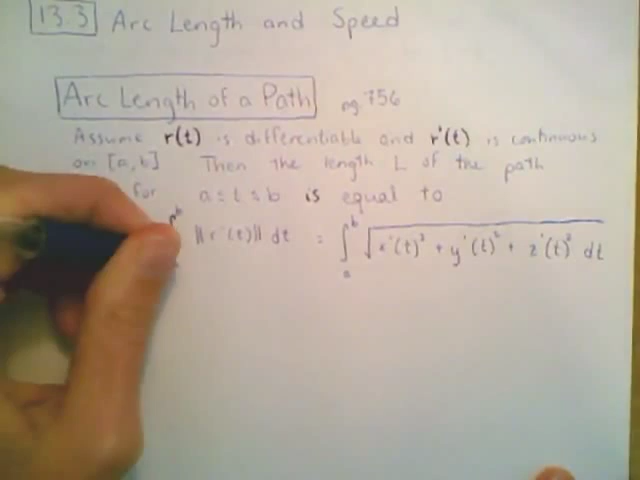 13.3 Arc Length and Speed
Arc Length of a Path pg 756
Assume r(t) is differentiable and r'(t) is continuous
on [a,b] Then the length L of the path
for a ≤ t ≤ b is equal to
∫ b ||r'(t)|| dt = ∫ₐᵇ √x'(t)² + y'(t)² + z'(t)² dt